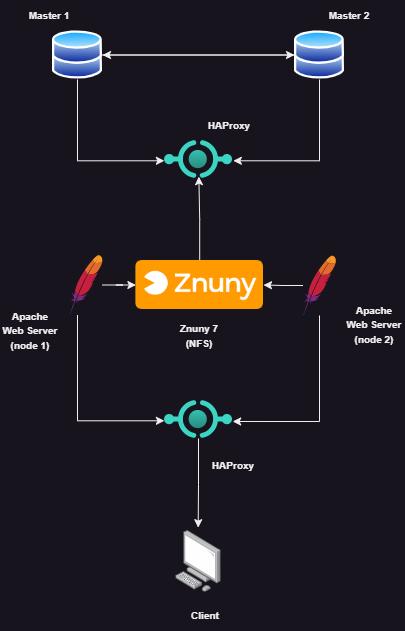 Master 1
Master 2
HAProxy
Znuny
Apache
Web Server
(node 1)
Znuny 7
(NFS)
Apache
Web Server
(node 2)
HAProxy
Client